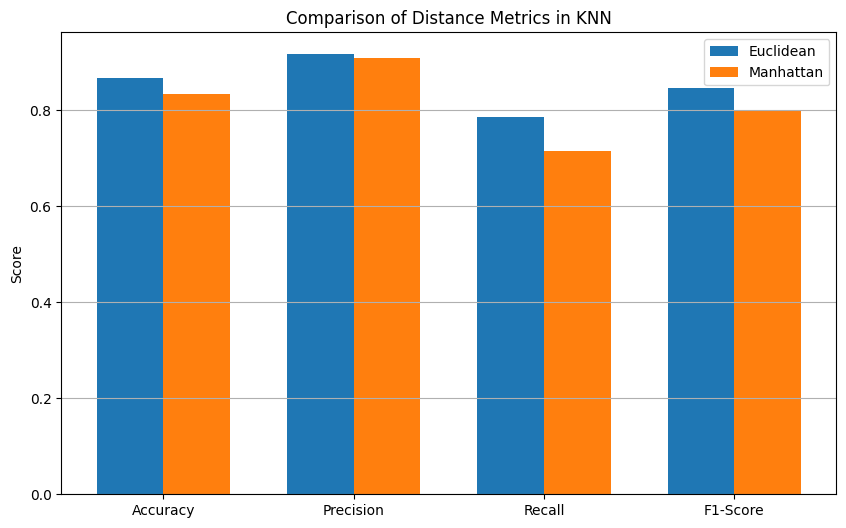 Comparison of Distance Metrics in KNN
Euclidean
Manhattan
Score
0.8
0.6
0.4
0.2
0.0
Accuracy Precision Recall F1-Score